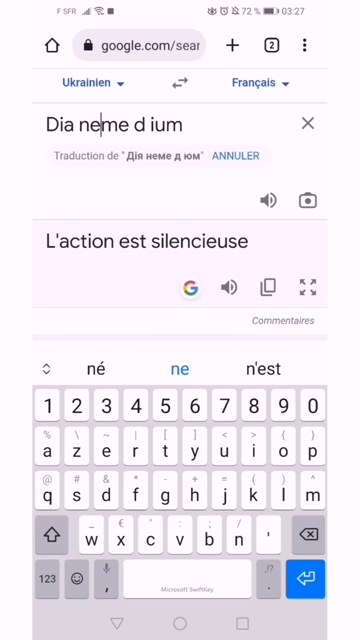 F SFR 72 % 03:27
google.com/sear 2
Ukrainien Français
Dia neme d ium
Traduction de "Дія неме д юм" ANNULER
L'action est silencieuse
Commentaires
né ne n'est
1 2 3 4 5 6 7 8 9 0
% \ ~ | [ ] < > { }
a z e r t y u i o p
@ # & * - + = ( ) ^
q s d f g h j k l m
_ € " : ; /
w x c v b n '
123 , Microsoft SwiftKey ,!? .